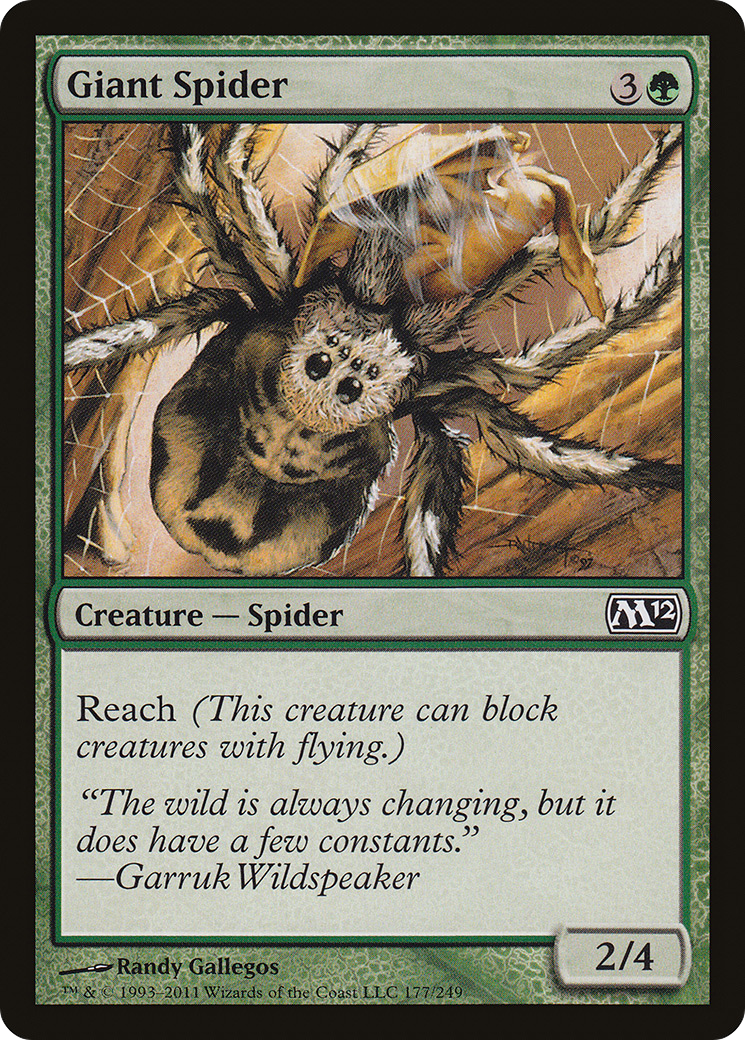 Giant Spider 3
Creature — Spider M12
Reach (This creature can block
creatures with flying.)
“The wild is always changing, but it
does have a few constants.”
—Garruk Wildspeaker
2/4
Randy Gallegos
™ & © 1993–2011 Wizards of the Coast LLC 177/249